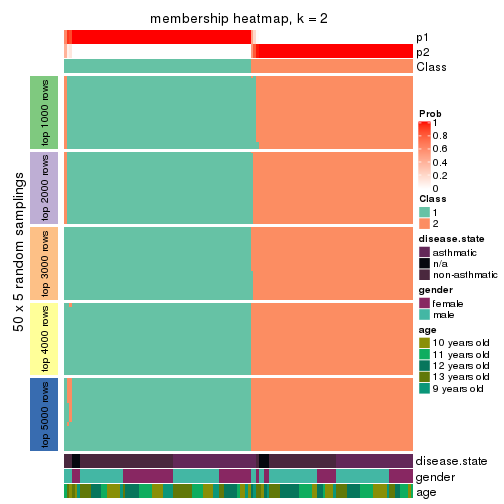 membership heatmap, k = 2
p1
p2
Class
50 x 5 random samplings
top 1000 rows
top 2000 rows
top 3000 rows
top 4000 rows
top 5000 rows
disease.state
gender
age
Prob
1
0.8
0.6
0.4
0.2
0
Class
1
2
disease.state
asthmatic
n/a
non-asthmatic
gender
female
male
age
10 years old
11 years old
12 years old
13 years old
9 years old